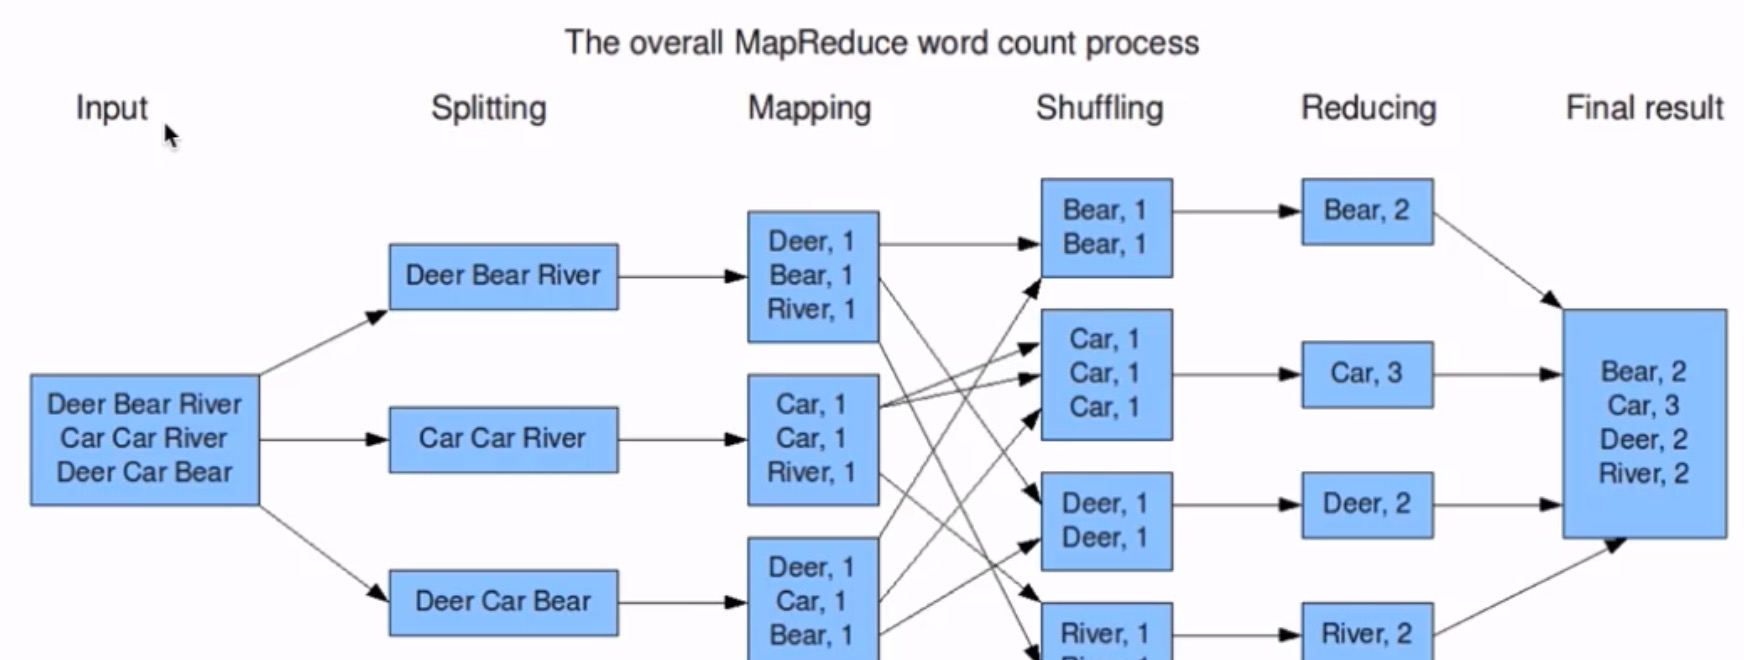 The overall MapReduce word count process
Input
Splitting
Mapping
Shuffling
Reducing
Final result
Deer Bear River
Car Car River
Deer Car Bear
Deer Bear River
Car Car River
Deer Car Bear
Deer, 1
Bear, 1
River, 1
Car, 1
Car, 1
River, 1
Deer, 1
Car, 1
Bear, 1
Bear, 1
Bear, 1
Car, 1
Car, 1
Car, 1
Deer, 1
Deer, 1
River, 1
Bear, 2
Car, 3
Deer, 2
River, 2
Bear, 2
Car, 3
Deer, 2
River, 2